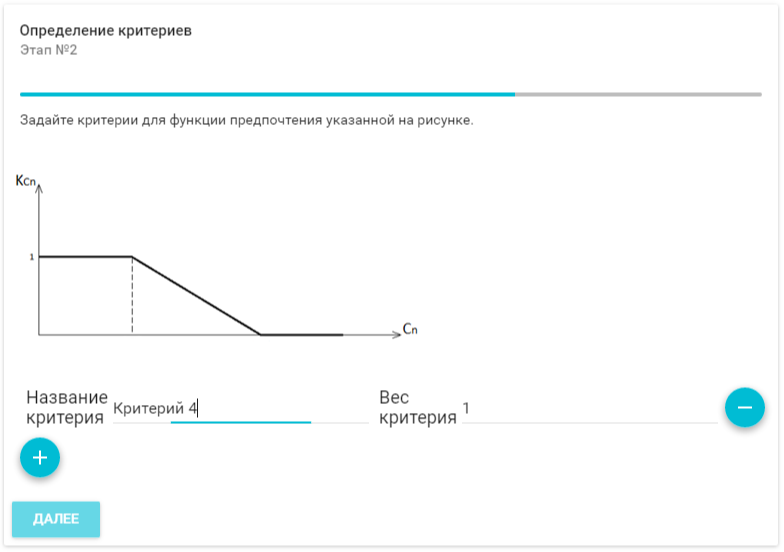 Определение критериев
Этап №2
Задайте критерии для функции предпочтения указанной на рисунке.
Kcn
1
Cn
Название
критерия
Критерий 4
Вес
критерия
1
ДАЛЕЕ